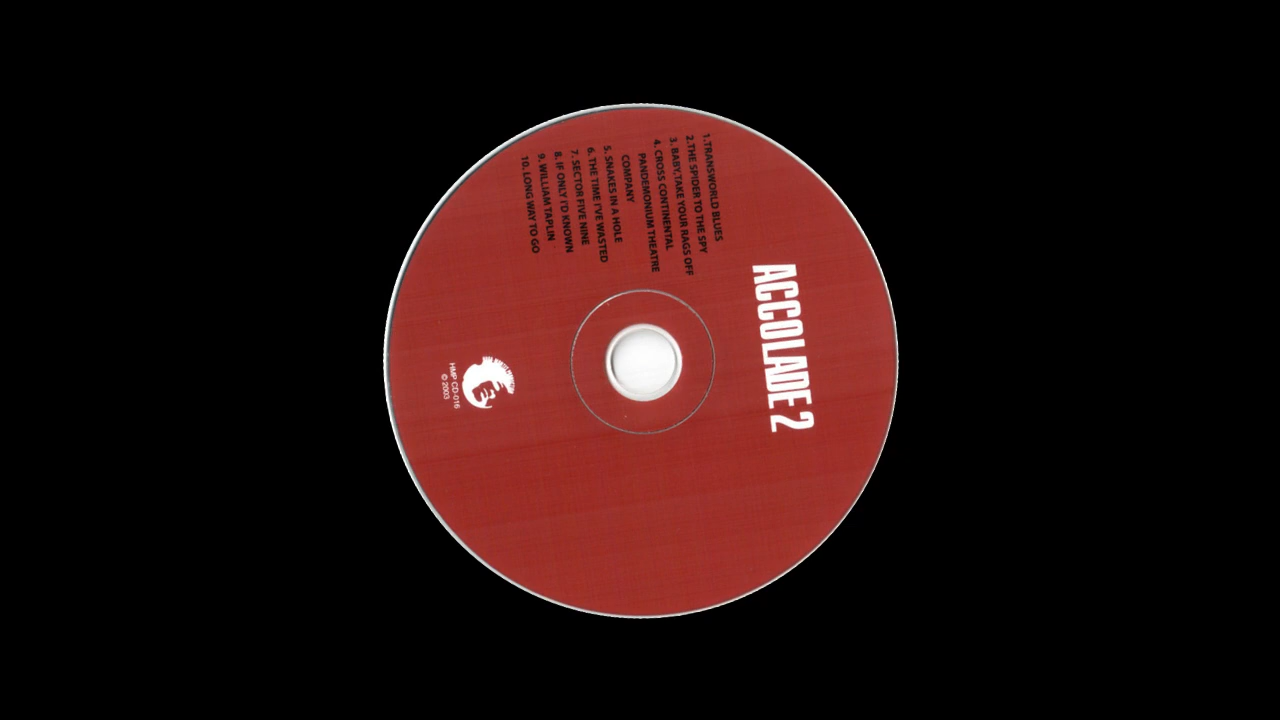 ACCOLADE 2
1.TRANSWORLD BLUES
2.THE SPIDER TO THE SPY
3. BABY,TAKE YOUR RAGS OFF
4. CROSS CONTINENTAL
PANDEMONIUM THEATRE
COMPANY
5. SNAKES IN A HOLE
6. THE TIME I'VE WASTED
7. SECTOR FIVE NINE
8. IF ONLY I'D KNOWN
9. WILLIAM TAPLIN
10. LONG WAY TO GO
HMP CD-016
© 2003